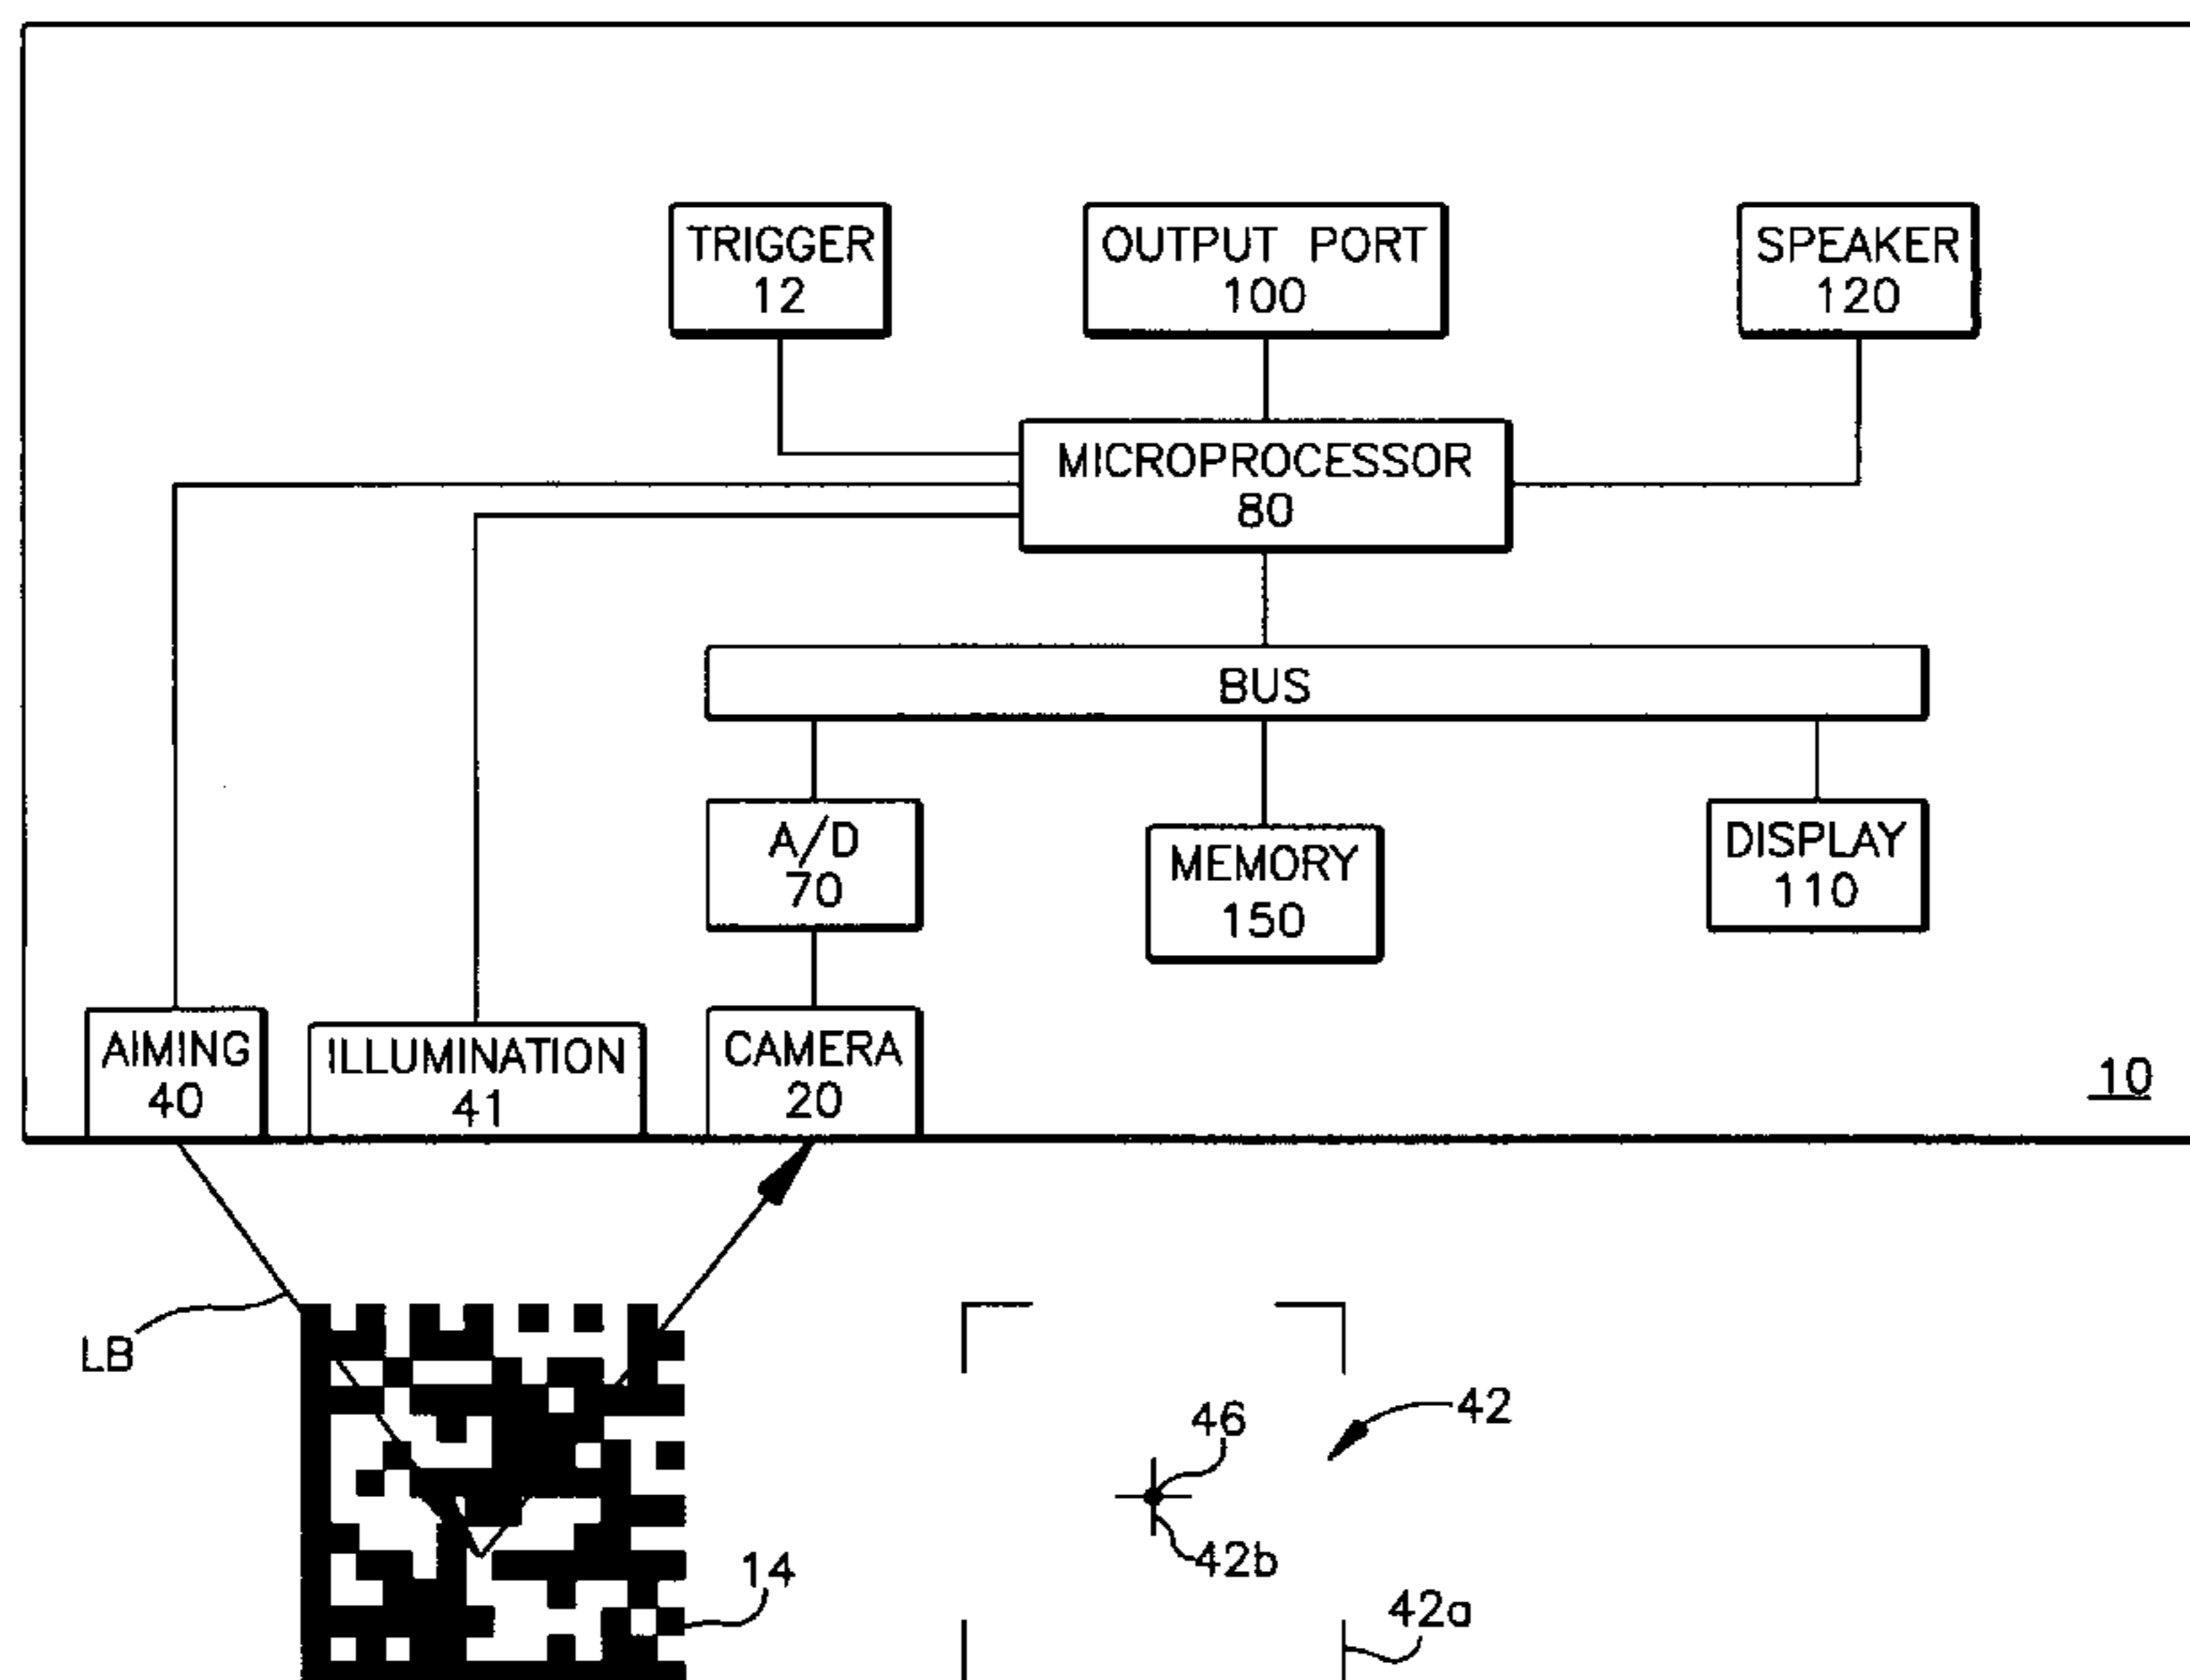 TRIGGER
12
OUTPUT PORT
100
SPEAKER
120
MICROPROCESSOR
80
BUS
A/D
70
MEMORY
150
DISPLAY
110
AIMING
40
ILLUMINATION
41
CAMERA
20
10
LB
46
42
42b
14
42a